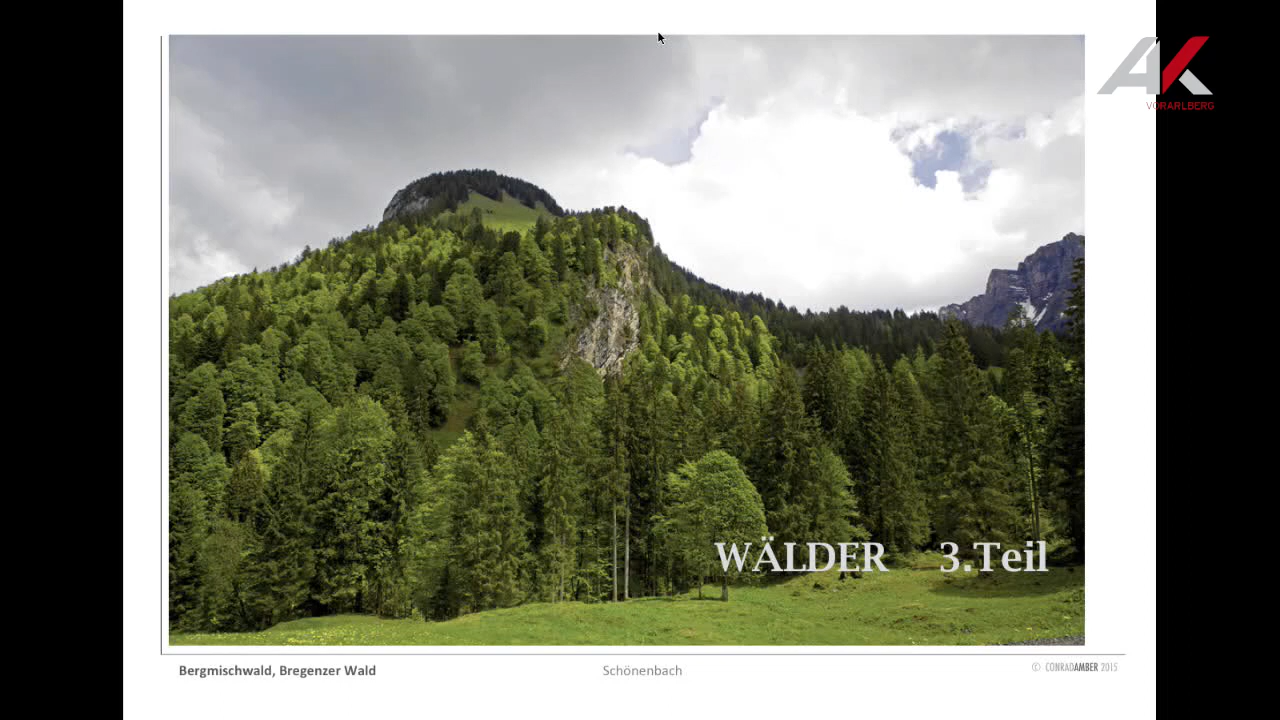 AK
VORARLBERG
WÄLDER 3.Teil
Bergmischwald, Bregenzer Wald
Schönenbach
© CONRADAMBER 2015